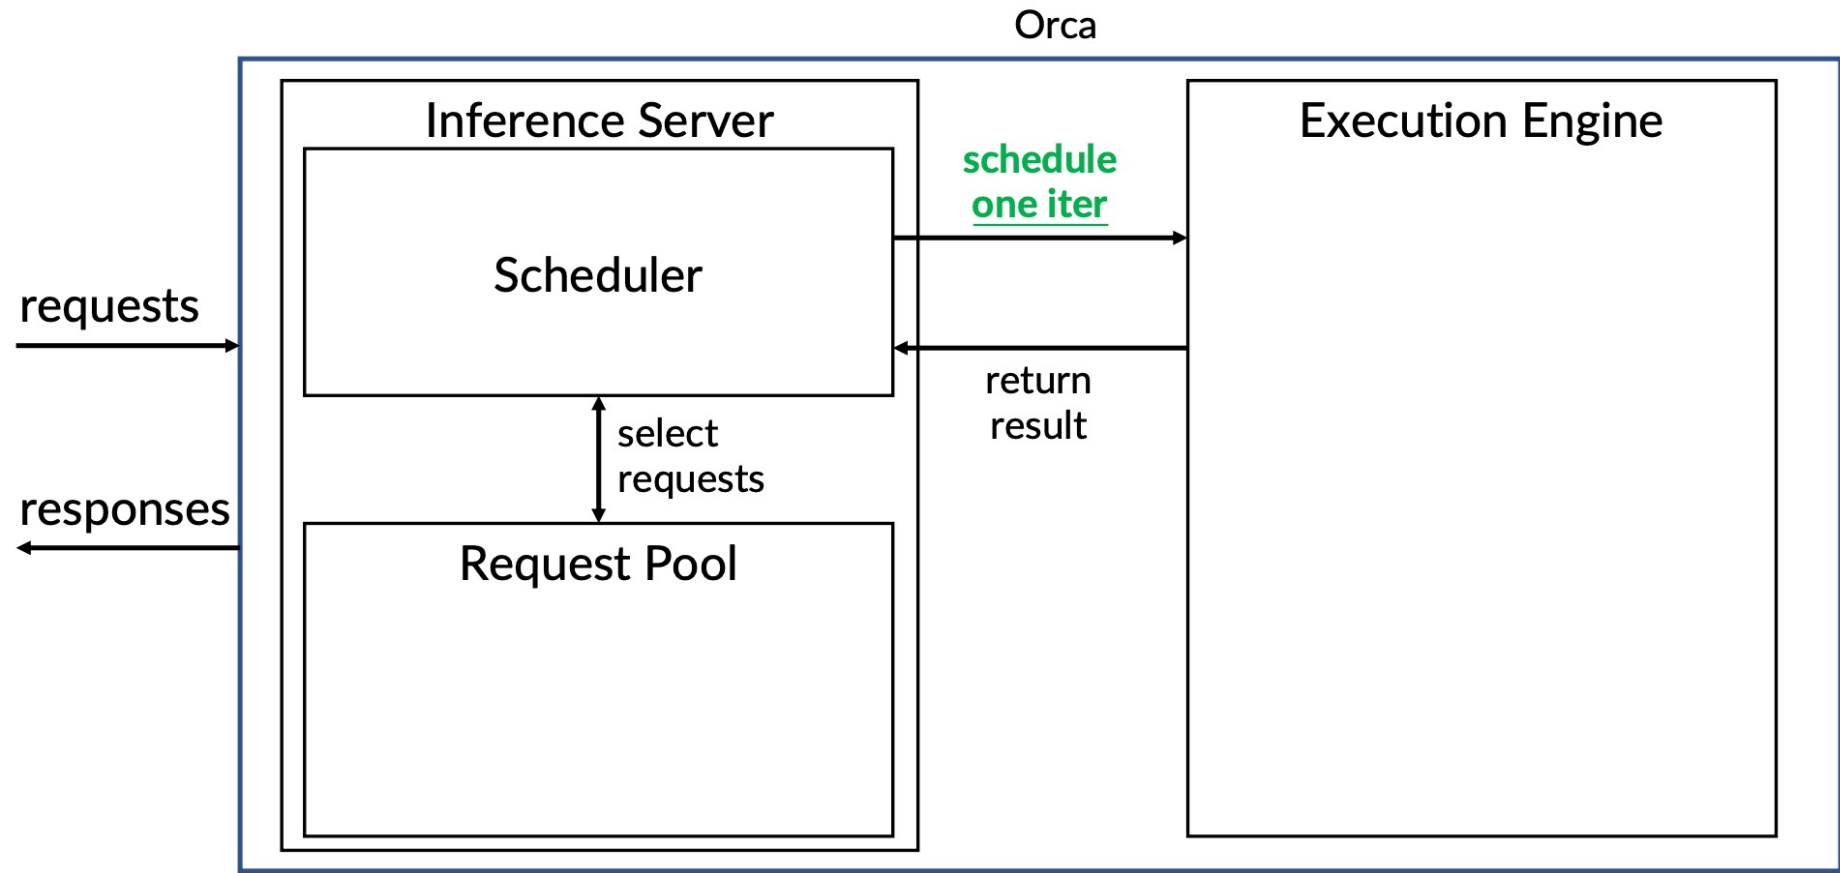 Orca
Inference Server
Execution Engine
schedule
one iter
Scheduler
requests
return
result
select
requests
responses
Request Pool